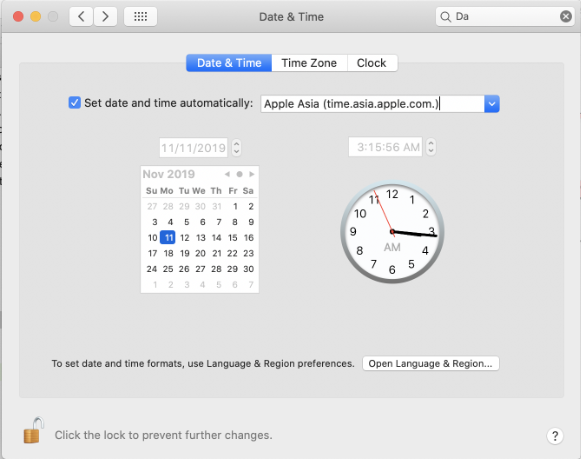 Date & Time
Da
Date & Time Time Zone Clock
Set date and time automatically: Apple Asia (time.asia.apple.com.)
11/11/2019 3:15:56 AM
Nov 2019
Su Mo Tu We Th Fr Sa
27 28 29 30 31 1 2
3 4 5 6 7 8 9
10 11 12 13 14 15 16
17 18 19 20 21 22 23
24 25 26 27 28 29 30
1 2 3 4 5 6 7
12
11 1
10 2
9 3
AM
8 4
7 5
6
To set date and time formats, use Language & Region preferences. Open Language & Region...
Click the lock to prevent further changes. ?